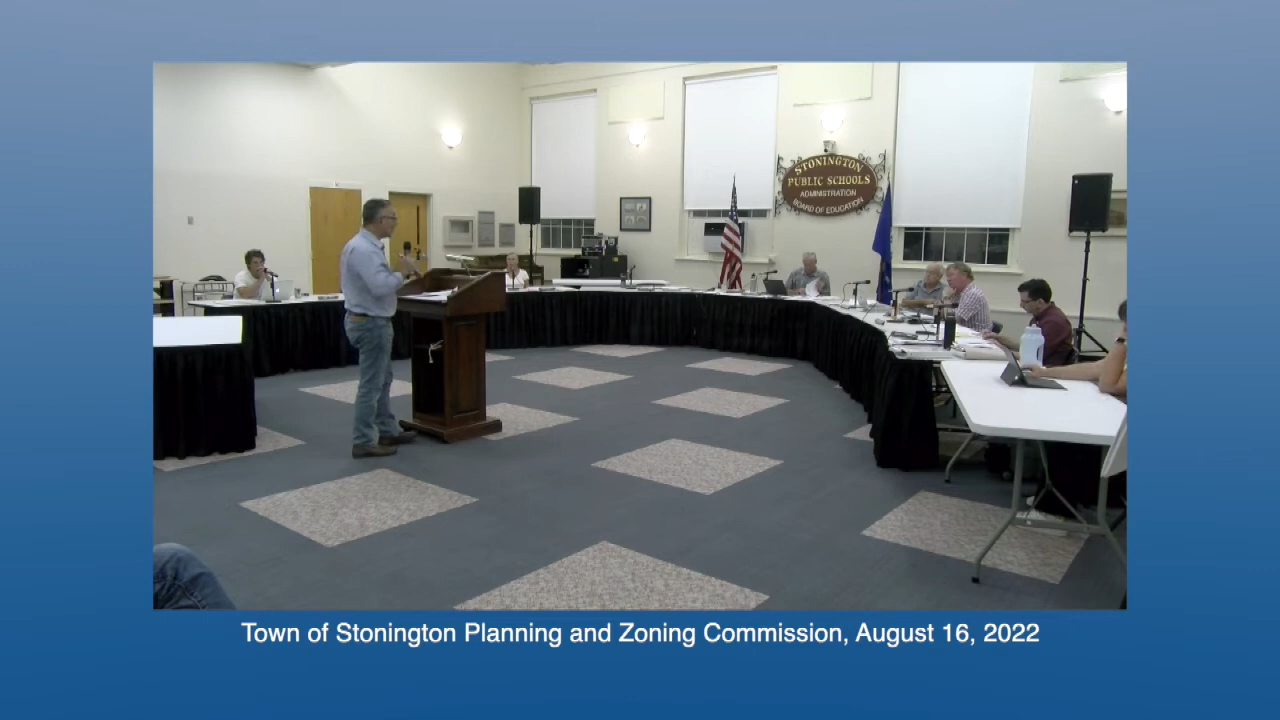 STONINGTON
PUBLIC SCHOOLS
ADMINISTRATION
BOARD OF EDUCATION
Town of Stonington Planning and Zoning Commission, August 16, 2022